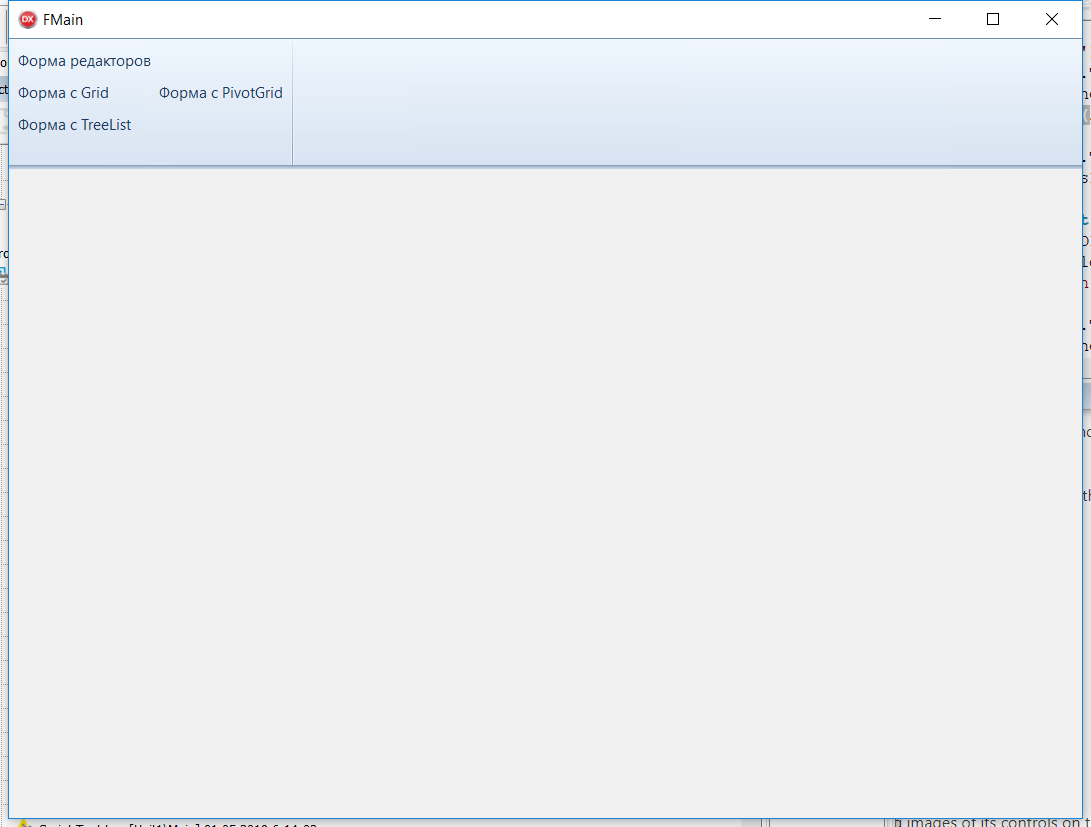 DX FMain
Форма редакторов
Форма с Grid Форма с PivotGrid
Форма с TreeList
images of its controls on